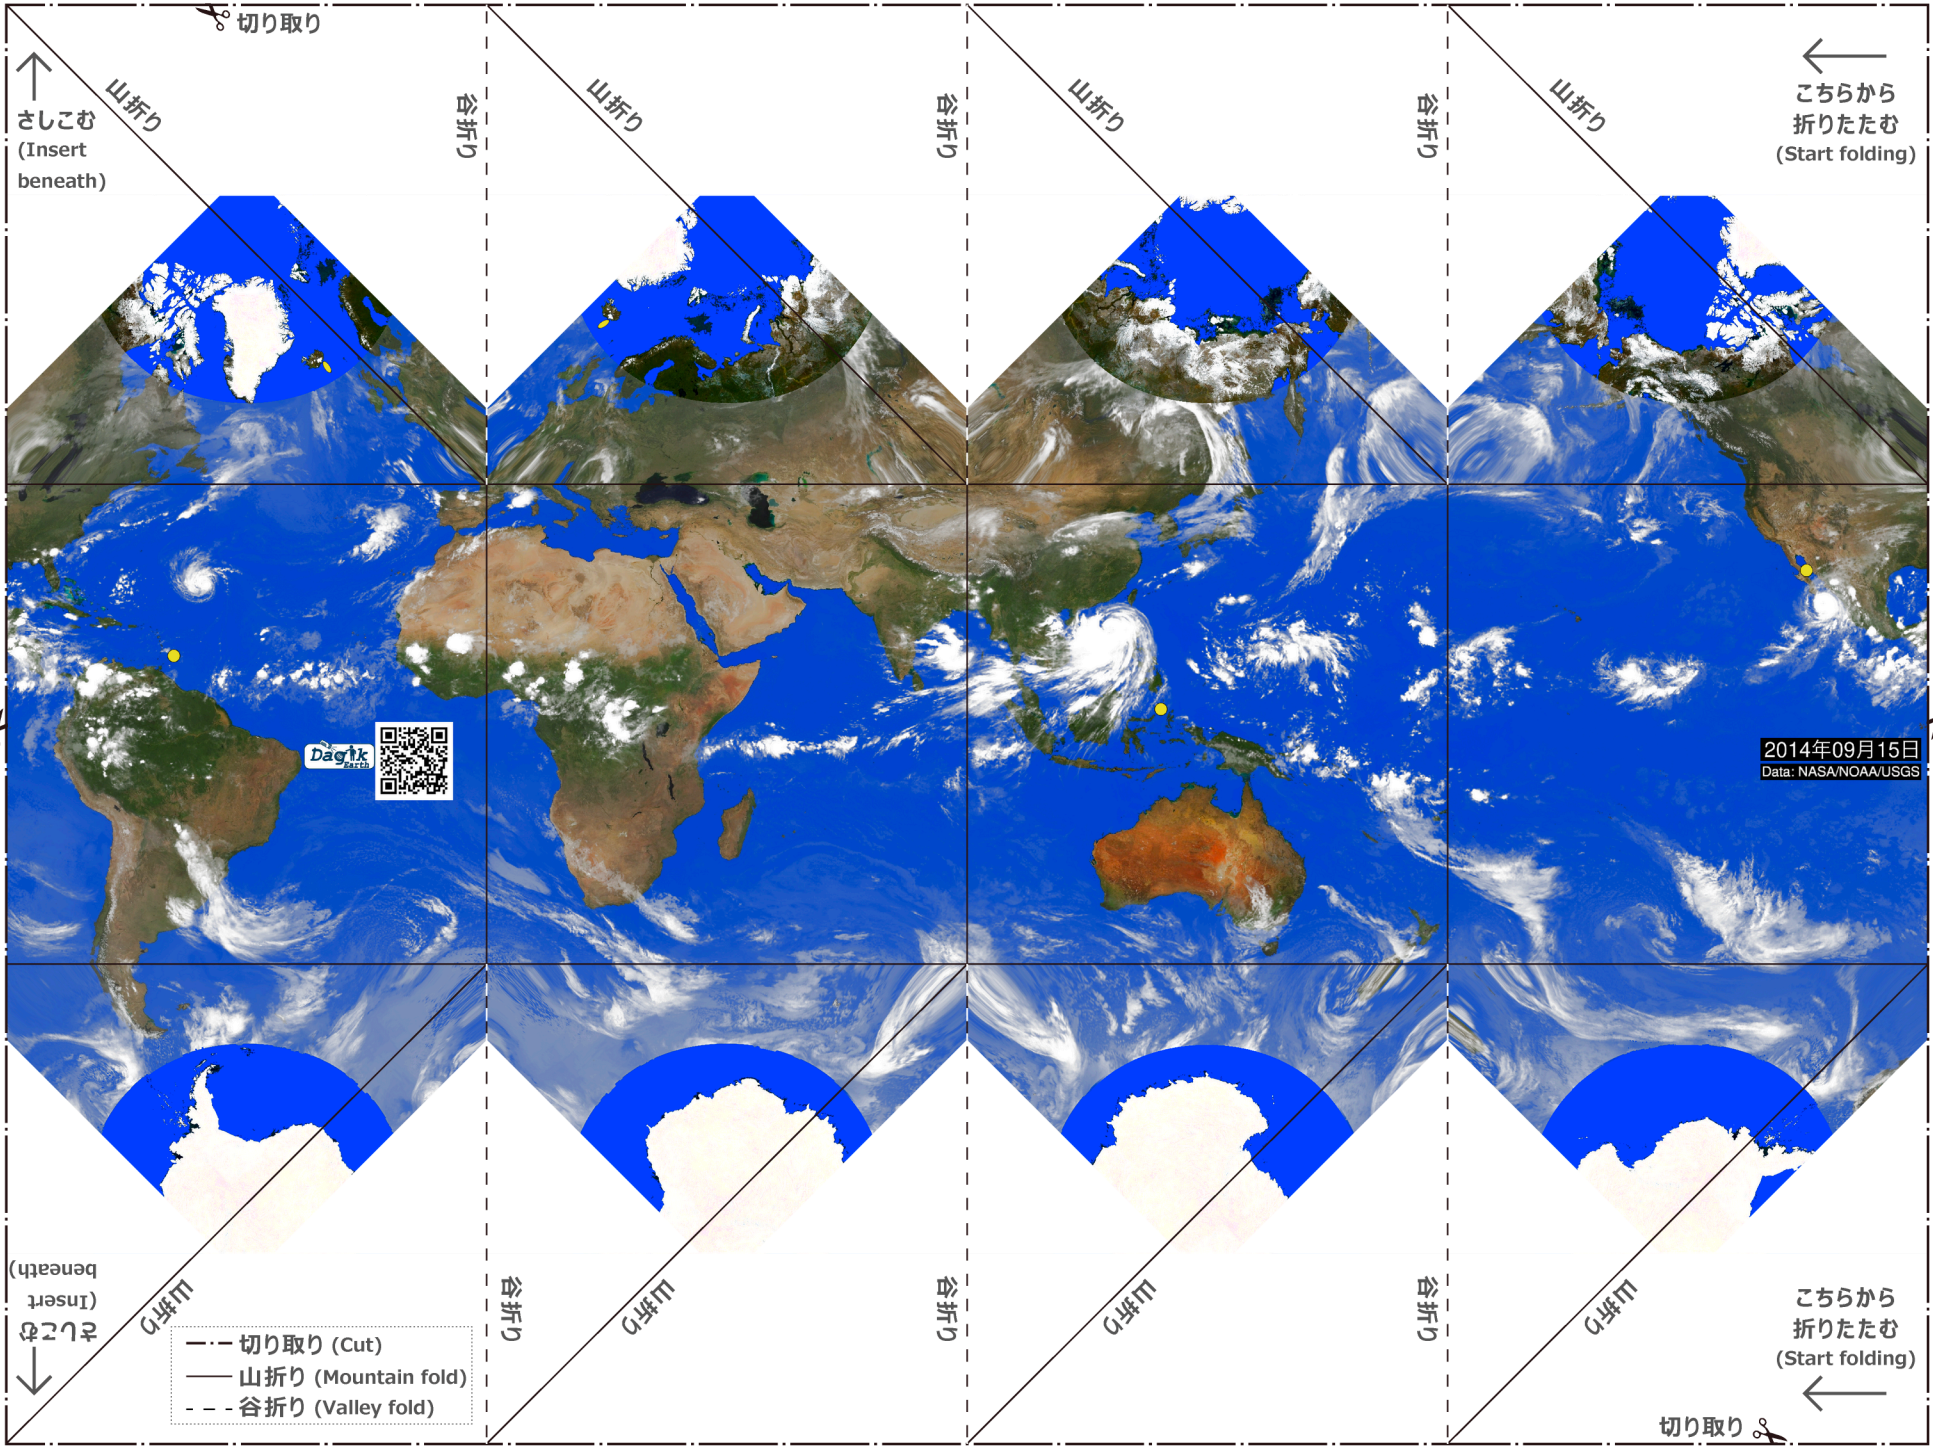 切り取り
さしこむ
(Insert
beneath)
山折り
谷折り
山折り
谷折り
山折り
谷折り
山折り
こちらから
折りたたむ
(Start folding)
Dagik
Earth
2014年09月15日
Data: NASA/NOAA/USGS
さしこむ
(Insert
beneath)
山折り
谷折り
山折り
谷折り
山折り
谷折り
山折り
こちらから
折りたたむ
(Start folding)
切り取り (Cut)
山折り (Mountain fold)
谷折り (Valley fold)
切り取り